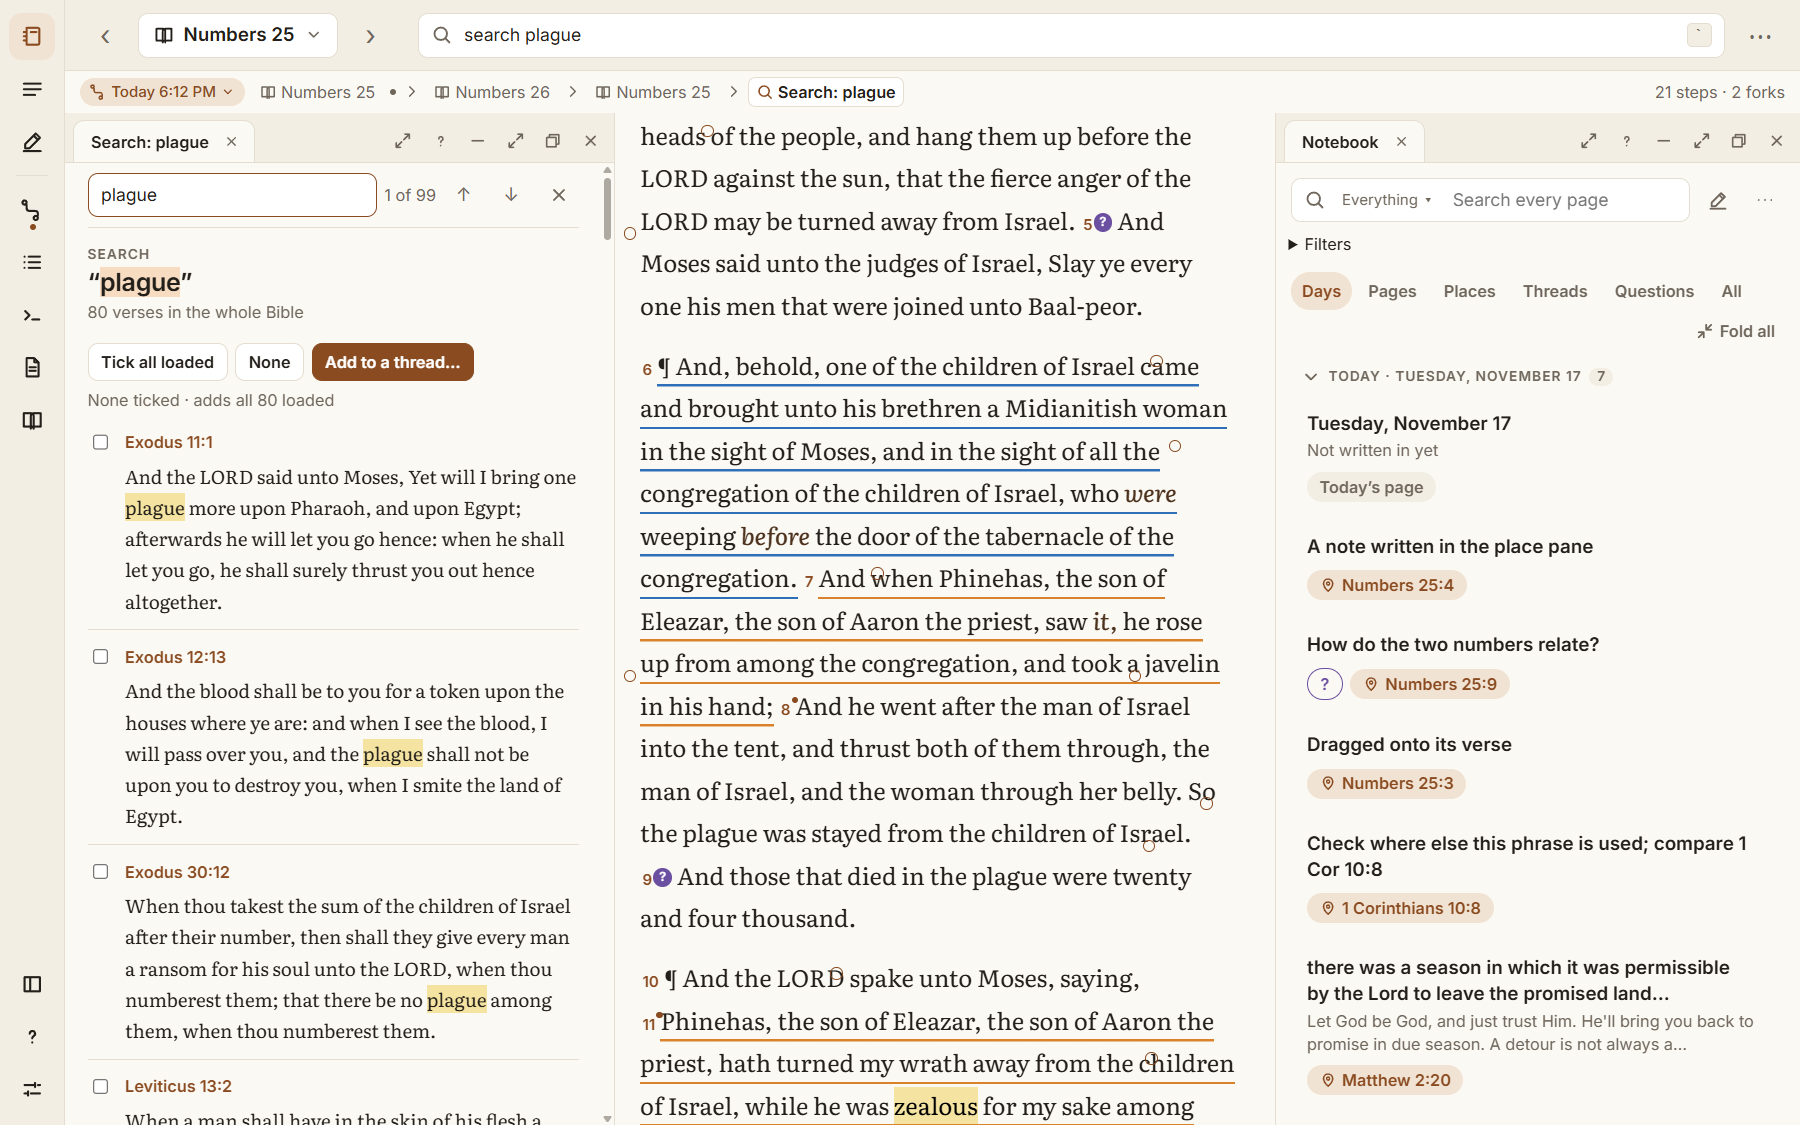 Numbers 25
search plague
`
Today 6:12 PM
Numbers 25
Numbers 26
Numbers 25
Search: plague
21 steps · 2 forks
Search: plague
plague
1 of 99
SEARCH
“plague”
80 verses in the whole Bible
Tick all loaded
None
Add to a thread...
None ticked · adds all 80 loaded
Exodus 11:1
And the LORD said unto Moses, Yet will I bring one
plague more upon Pharaoh, and upon Egypt;
afterwards he will let you go hence: when he shall
let you go, he shall surely thrust you out hence
altogether.
Exodus 12:13
And the blood shall be to you for a token upon the
houses where ye are: and when I see the blood, I
will pass over you, and the plague shall not be
upon you to destroy you, when I smite the land of
Egypt.
Exodus 30:12
When thou takest the sum of the children of Israel
after their number, then shall they give every man
a ransom for his soul unto the LORD, when thou
numberest them; that there be no plague among
them, when thou numberest them.
Leviticus 13:2
When a man shall have in the skin of his flesh a
heads of the people, and hang them up before the
LORD against the sun, that the fierce anger of the
LORD may be turned away from Israel. 5 ? And
Moses said unto the judges of Israel, Slay ye every
one his men that were joined unto Baal-peor.
6 ¶ And, behold, one of the children of Israel came
and brought unto his brethren a Midianitish woman
in the sight of Moses, and in the sight of all the
congregation of the children of Israel, who were
weeping before the door of the tabernacle of the
congregation. 7 And when Phinehas, the son of
Eleazar, the son of Aaron the priest, saw it, he rose
up from among the congregation, and took a javelin
in his hand; 8 And he went after the man of Israel
into the tent, and thrust both of them through, the
man of Israel, and the woman through her belly. So
the plague was stayed from the children of Israel.
9 ? And those that died in the plague were twenty
and four thousand.
10 ¶ And the LORD spake unto Moses, saying,
11 Phinehas, the son of Eleazar, the son of Aaron the
priest, hath turned my wrath away from the children
of Israel, while he was zealous for my sake among
Notebook
Everything
Search every page
Filters
Days
Pages
Places
Threads
Questions
All
Fold all
TODAY · TUESDAY, NOVEMBER 17 7
Tuesday, November 17
Not written in yet
Today’s page
A note written in the place pane
Numbers 25:4
How do the two numbers relate?
? Numbers 25:9
Dragged onto its verse
Numbers 25:3
Check where else this phrase is used; compare 1
Cor 10:8
1 Corinthians 10:8
there was a season in which it was permissible
by the Lord to leave the promised land...
Let God be God, and just trust Him. He'll bring you back to
promise in due season. A detour is not always a...
Matthew 2:20